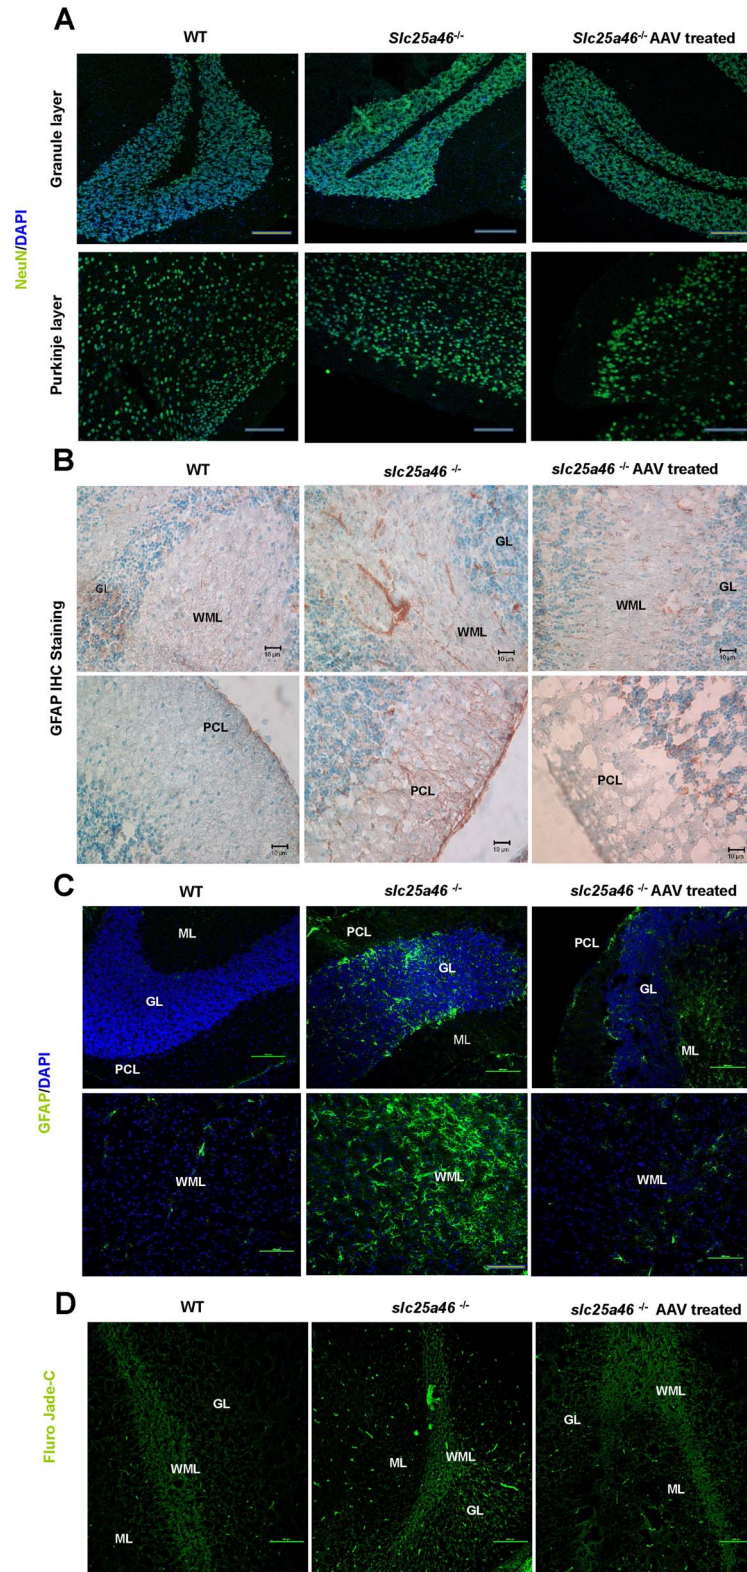 A
WT
Slc25a46-/-
Slc25a46-/- AAV treated
NeuN/DAPI
Granule layer
Purkinje layer
B
WT
slc25a46 -/-
slc25a46 -/- AAV treated
GFAP IHC Staining
GL
WML
10 μm
GL
WML
10 μm
GL
WML
10 μm
PCL
10 μm
PCL
10 μm
PCL
10 μm
C
WT
slc25a46 -/-
slc25a46 -/- AAV treated
GFAP/DAPI
ML
GL
PCL
PCL
GL
ML
PCL
GL
ML
WML
WML
WML
D
WT
slc25a46 -/-
slc25a46 -/- AAV treated
Fluro Jade-C
GL
WML
ML
ML
WML
GL
WML
GL
ML